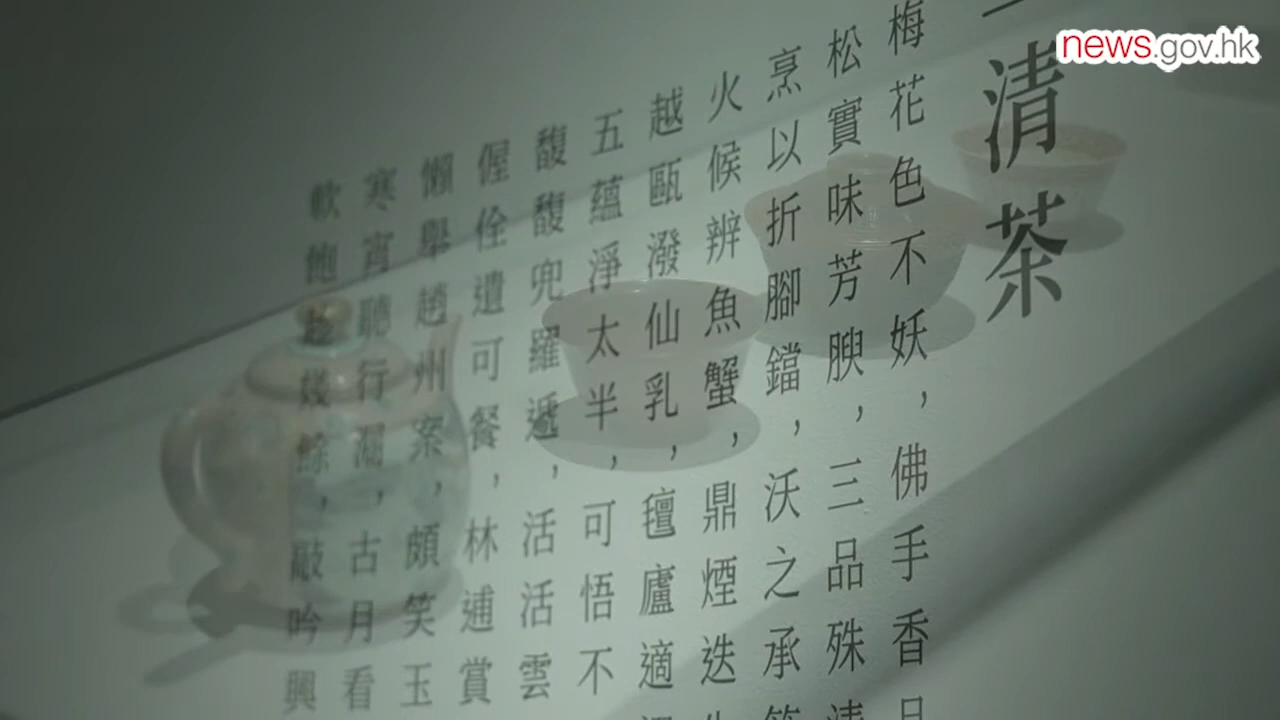 news.gov.hk
清茶
梅花色不妖，佛手香
松實味芳腴，三品殊清
烹以折腳鐺，沃之承
火候辨魚蟹，鼎煙迭
越甌潑仙乳，氊廬適
五蘊淨太半，可悟不
馥馥兜羅遞，活活雲
偓佺遺可餐，林逋賞
懶舉趙州案，頗笑玉
寒宵聽行漏，古月看
軟飽趁幾餘，敲吟興